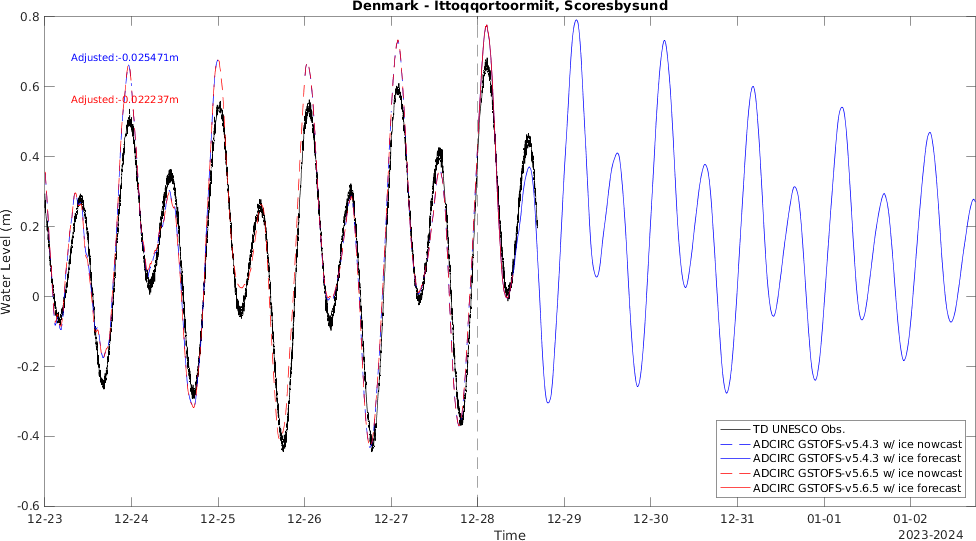 Denmark - Ittoqqortoormiit, Scoresbysund
0.8
0.6
0.4
0.2
0
-0.2
-0.4
-0.6
Water Level (m)
Adjusted:-0.025471m
Adjusted:-0.022237m
TD UNESCO Obs.
ADCIRC GSTOFS-v5.4.3 w/ ice nowcast
ADCIRC GSTOFS-v5.4.3 w/ ice forecast
ADCIRC GSTOFS-v5.6.5 w/ ice nowcast
ADCIRC GSTOFS-v5.6.5 w/ ice forecast
12-23 12-24 12-25 12-26 12-27 12-28 12-29 12-30 12-31 01-01 01-02
Time
2023-2024